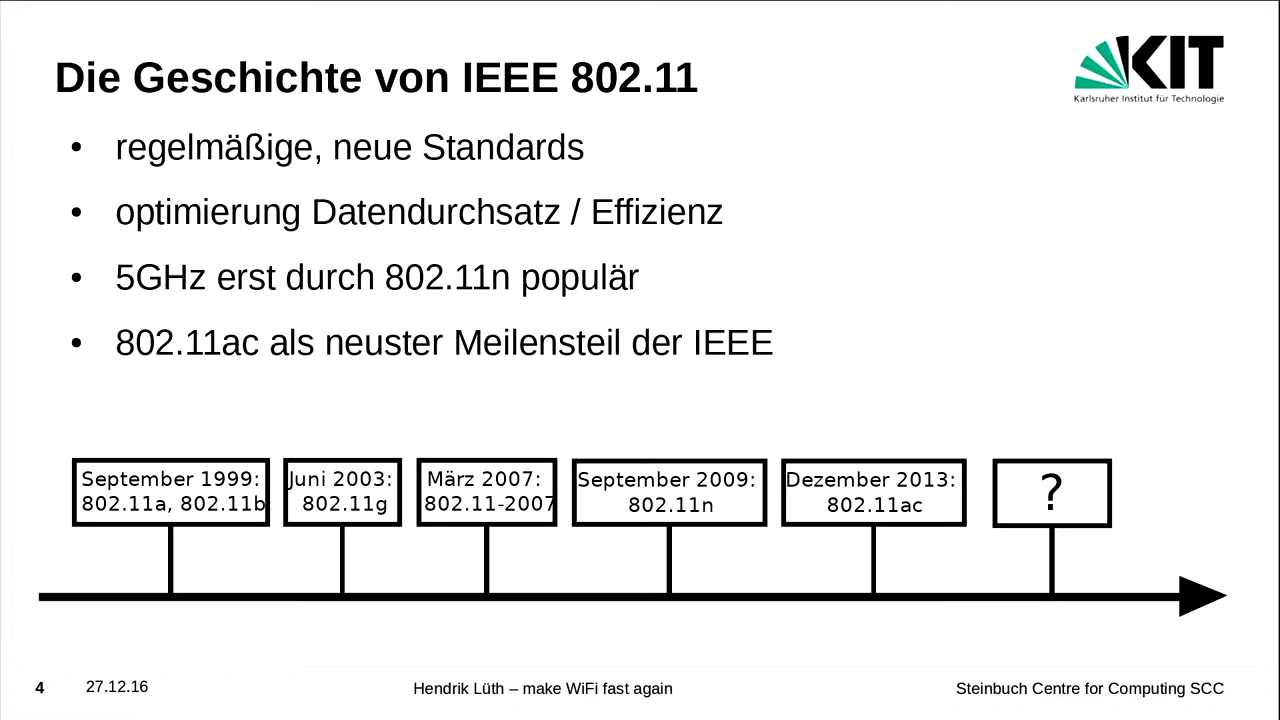 Die Geschichte von IEEE 802.11
KIT
Karlsruher Institut für Technologie
• regelmäßige, neue Standards
• optimierung Datendurchsatz / Effizienz
• 5GHz erst durch 802.11n populär
• 802.11ac als neuster Meilensteil der IEEE
September 1999:
802.11a, 802.11b
Juni 2003:
802.11g
März 2007:
802.11-2007
September 2009:
802.11n
Dezember 2013:
802.11ac
?
4
27.12.16
Hendrik Lüth – make WiFi fast again
Steinbuch Centre for Computing SCC